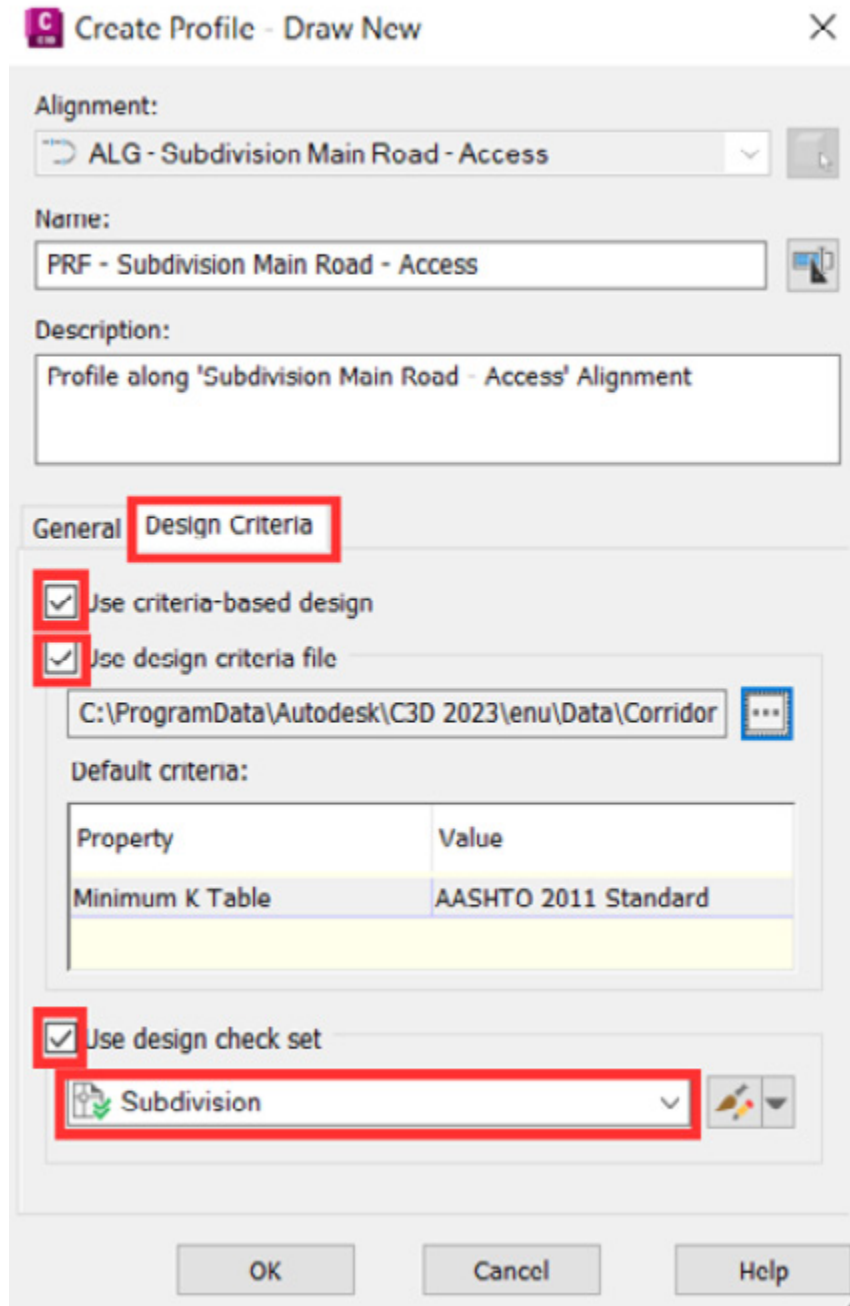 Create Profile - Draw New
Alignment:
ALG - Subdivision Main Road - Access
Name:
PRF - Subdivision Main Road - Access
Description:
Profile along 'Subdivision Main Road - Access' Alignment
General Design Criteria
Use criteria-based design
Use design criteria file
C:\ProgramData\Autodesk\C3D 2023\enu\Data\Corridor ...
Default criteria:
Property Value
Minimum K Table AASHTO 2011 Standard
Use design check set
Subdivision
OK Cancel Help